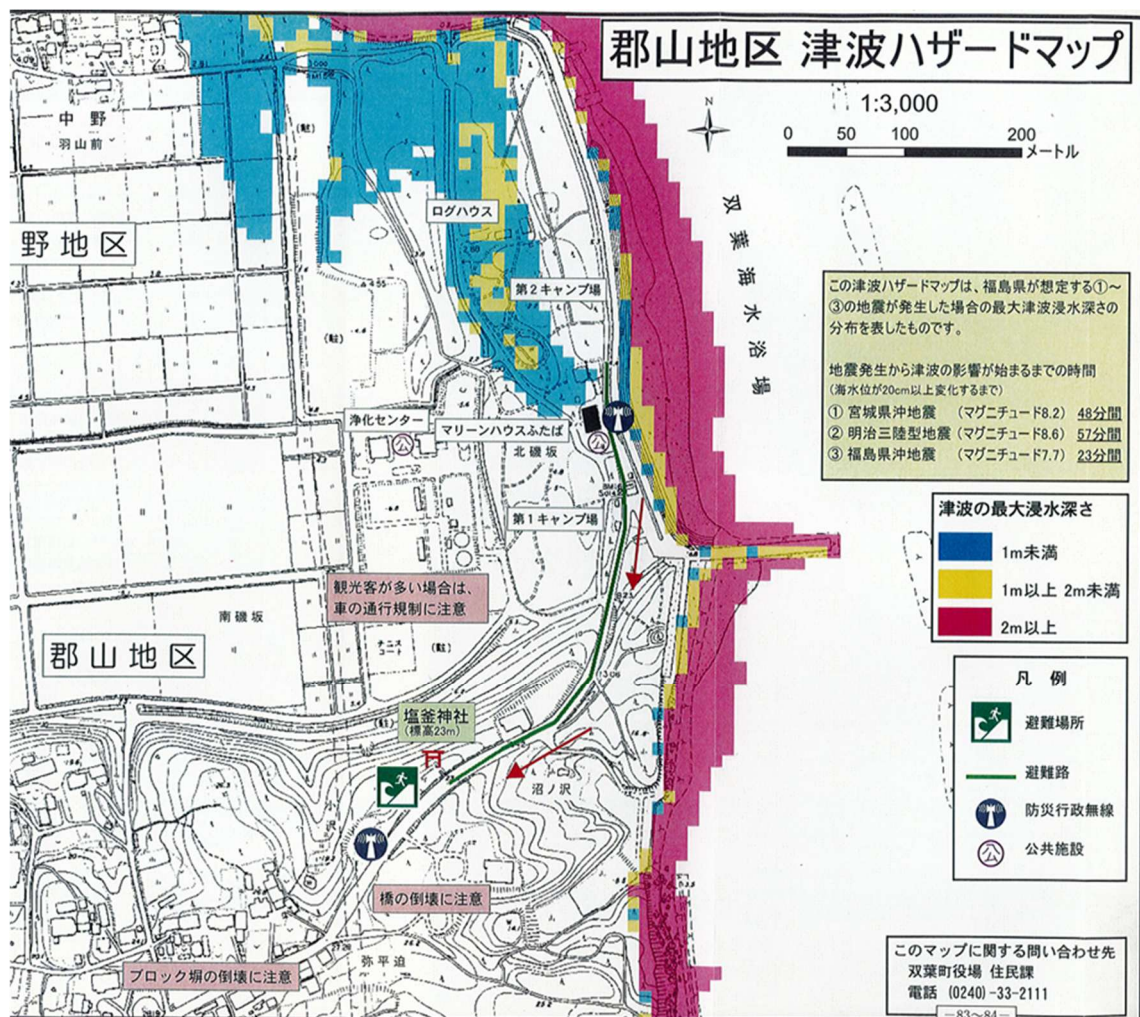 郡山地区 津波ハザードマップ
1:3,000
N
0 50 100 200 メートル
中野
羽山前
野地区
ログハウス
第2キャンプ場
双葉海水浴場
この津波ハザードマップは、福島県が想定する①～
③の地震が発生した場合の最大津波浸水深さの
分布を表したものです。
地震発生から津波の影響が始まるまでの時間
(海水位が20cm以上変化するまで)
① 宮城県沖地震 (マグニチュード8.2) 48分間
② 明治三陸型地震 (マグニチュード8.6) 57分間
③ 福島県沖地震 (マグニチュード7.7) 23分間
浄化センター
公
マリーンハウスふたば
公
北磯坂
第1キャンプ場
津波の最大浸水深さ
1m未満
1m以上 2m未満
2m以上
観光客が多い場合は、
車の通行規制に注意
南磯坂
テニス
コート
郡山地区
塩釜神社
(標高23m)
沼ノ沢
凡 例
避難場所
避難路
防災行政無線
公 公共施設
橋の倒壊に注意
ブロック塀の倒壊に注意
弥平迫
このマップに関する問い合わせ先
双葉町役場 住民課
電話 (0240)-33-2111
-83～84-